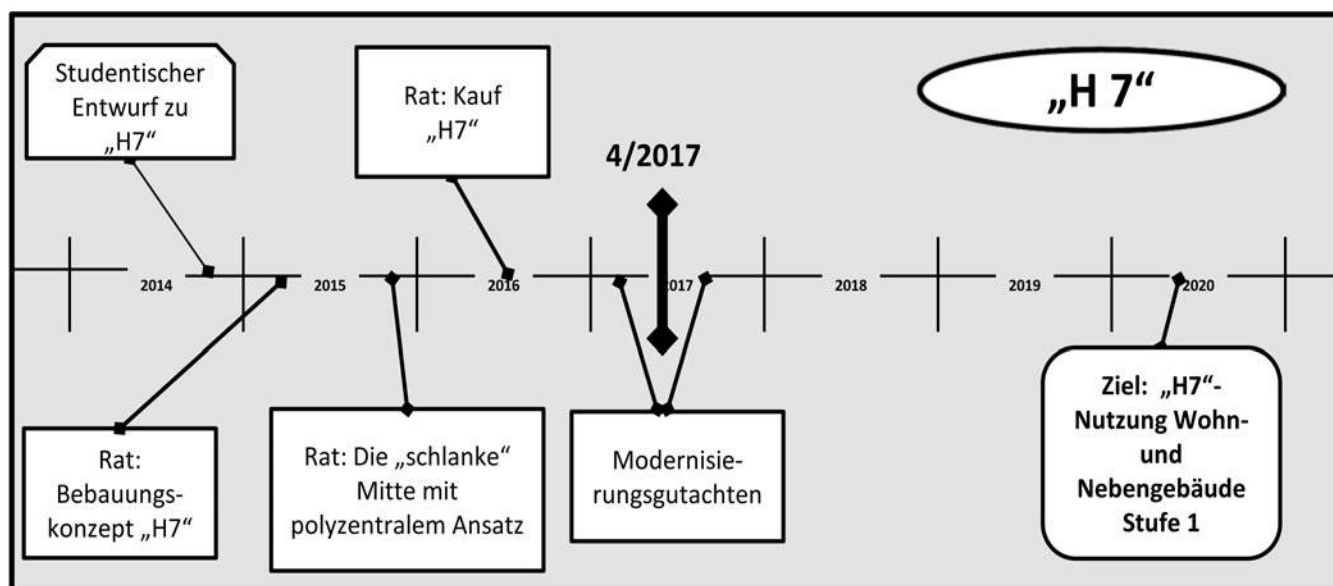 Studentischer
Entwurf zu
„H7“
Rat: Kauf
„H7“
„H 7“
4/2017
2014
2015
2016
2017
2018
2019
2020
Rat:
Bebauungs-
konzept „H7“
Rat: Die „schlanke“
Mitte mit
polyzentralem Ansatz
Modernisie-
rungsgutachten
Ziel: „H7“-
Nutzung Wohn-
und
Nebengebäude
Stufe 1